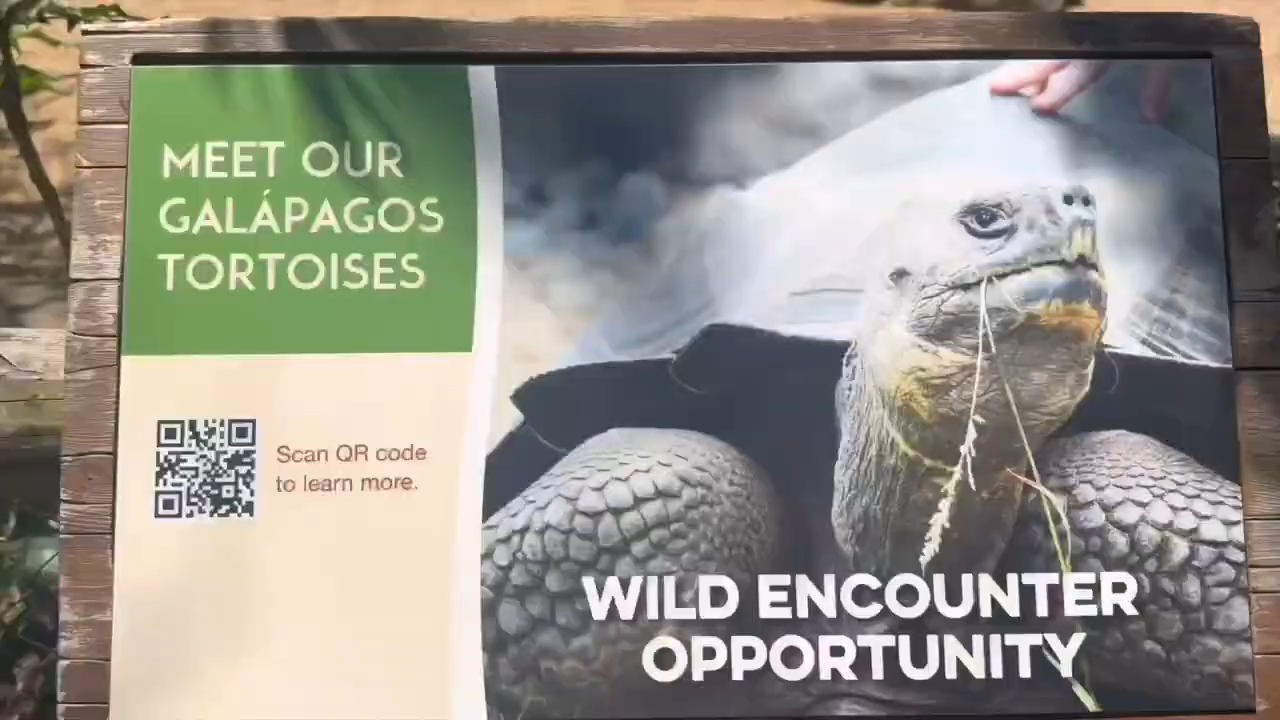 MEET OUR
GALÁPAGOS
TORTOISES
Scan QR code
to learn more.
WILD ENCOUNTER
OPPORTUNITY